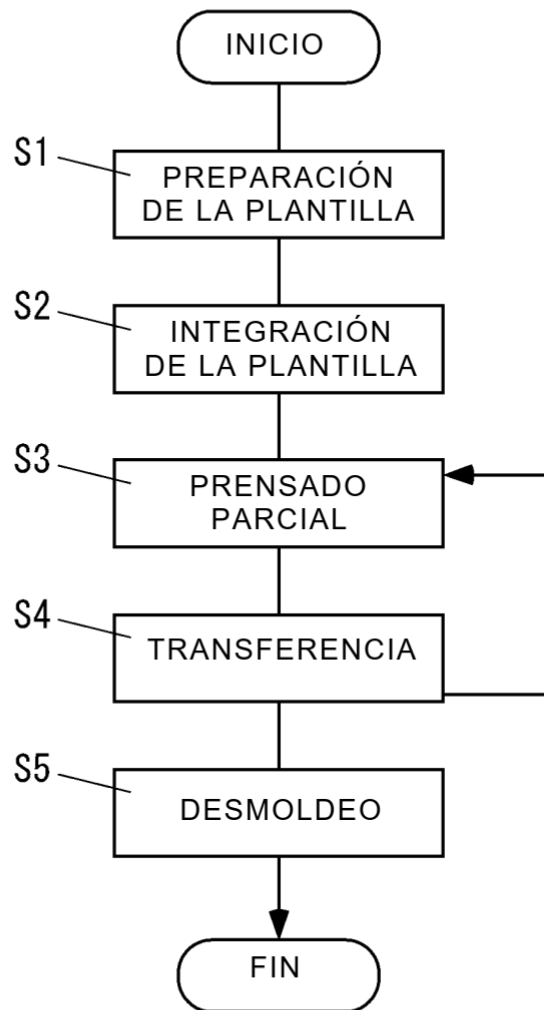 INICIO
S1
PREPARACIÓN
DE LA PLANTILLA
S2
INTEGRACIÓN
DE LA PLANTILLA
S3
PRENSADO
PARCIAL
S4
TRANSFERENCIA
S5
DESMOLDEO
FIN